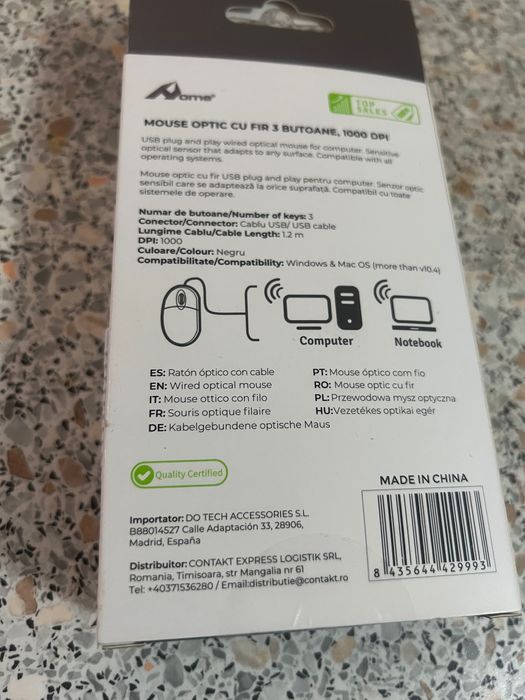 Aome®
TOP
SALES
MOUSE OPTIC CU FIR 3 BUTOANE, 1000 DPI
USB plug and play wired optical mouse for computer. Sensitive
optical sensor that adapts to any surface. Compatible with all
operating systems.
Mouse optic cu fir USB plug and play pentru computer. Senzor optic
sensibil care se adaptează la orice suprafață. Compatibil cu toate
sistemele de operare.
Numar de butoane/Number of keys: 3
Conector/Connector: Cablu USB/ USB cable
Lungime Cablu/Cable Length: 1.2 m
DPI: 1000
Culoare/Colour: Negru
Compatibilitate/Compatibility: Windows & Mac OS (more than v10.4)
Computer
Notebook
ES: Ratón óptico con cable
EN: Wired optical mouse
IT: Mouse ottico con filo
FR: Souris optique filaire
DE: Kabelgebundene optische Maus
PT: Mouse óptico com fio
RO: Mouse optic cu fir
PL: Przewodowa mysz optyczna
HU:Vezetékes optikai egér
Quality Certified
MADE IN CHINA
Importator: DO TECH ACCESSORIES S.L.
B88014527 Calle Adaptación 33, 28906,
Madrid, España
Distribuitor: CONTAKT EXPRESS LOGISTIK SRL,
Romania, Timisoara, str Mangalia nr 61
Tel: +40371536280 / Email:distributie@contakt.ro
8 435644 429993